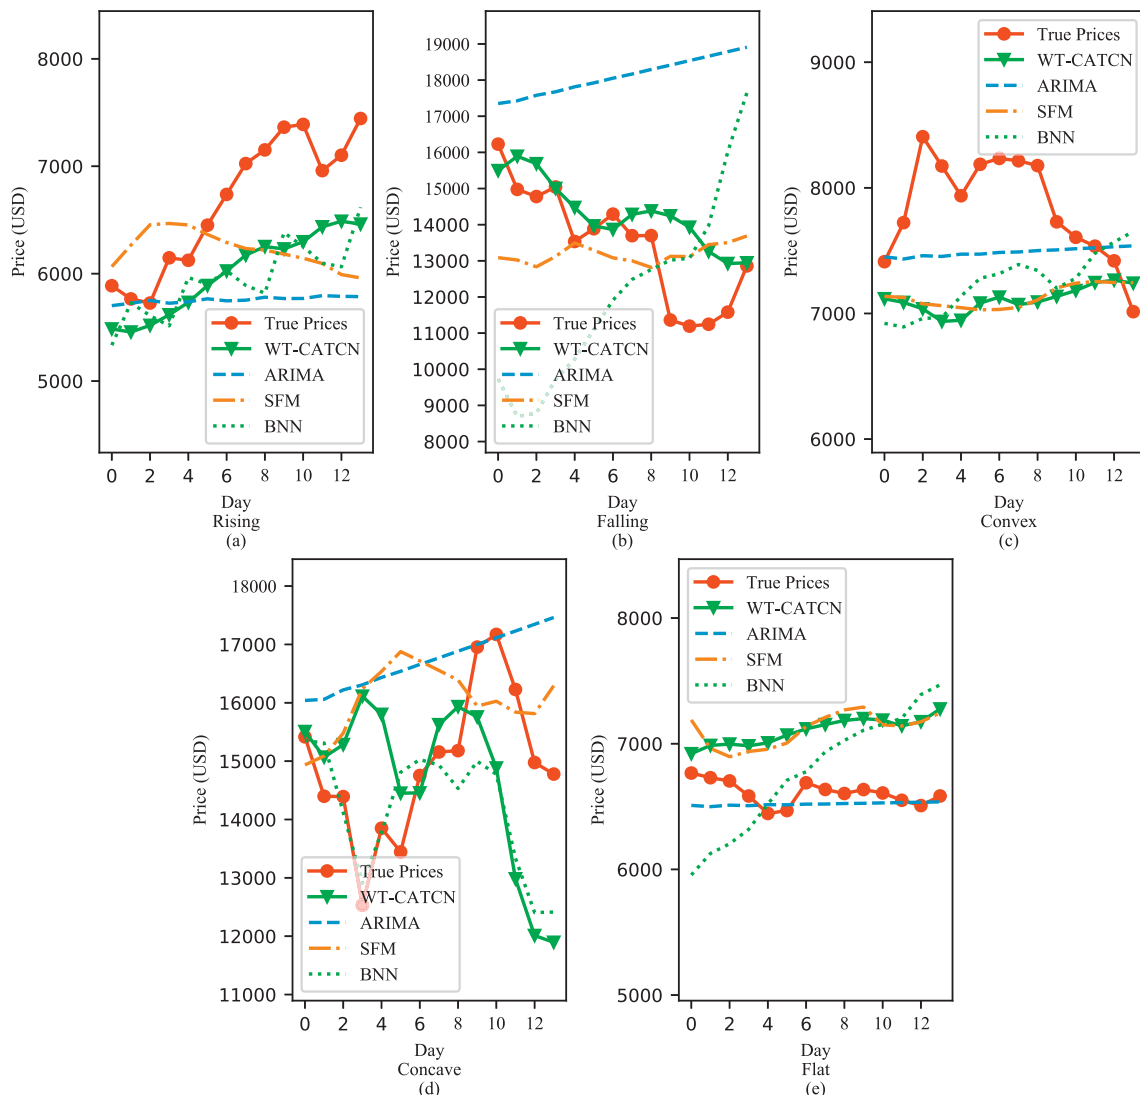 8000
7000
6000
5000
Price (USD)
True Prices
WT-CATCN
ARIMA
SFM
BNN
0 2 4 6 8 10 12
Day
Rising
(a)
19000
18000
17000
16000
15000
14000
13000
12000
11000
10000
9000
8000
Price (USD)
True Prices
WT-CATCN
ARIMA
SFM
BNN
0 2 4 6 8 10 12
Day
Falling
(b)
9000
8000
7000
6000
Price (USD)
True Prices
WT-CATCN
ARIMA
SFM
BNN
0 2 4 6 8 10 12
Day
Convex
(c)
18000
17000
16000
15000
14000
13000
12000
11000
Price (USD)
True Prices
WT-CATCN
ARIMA
SFM
BNN
0 2 4 6 8 10 12
Day
Concave
(d)
8000
7000
6000
5000
Price (USD)
True Prices
WT-CATCN
ARIMA
SFM
BNN
0 2 4 6 8 10 12
Day
Flat
(e)